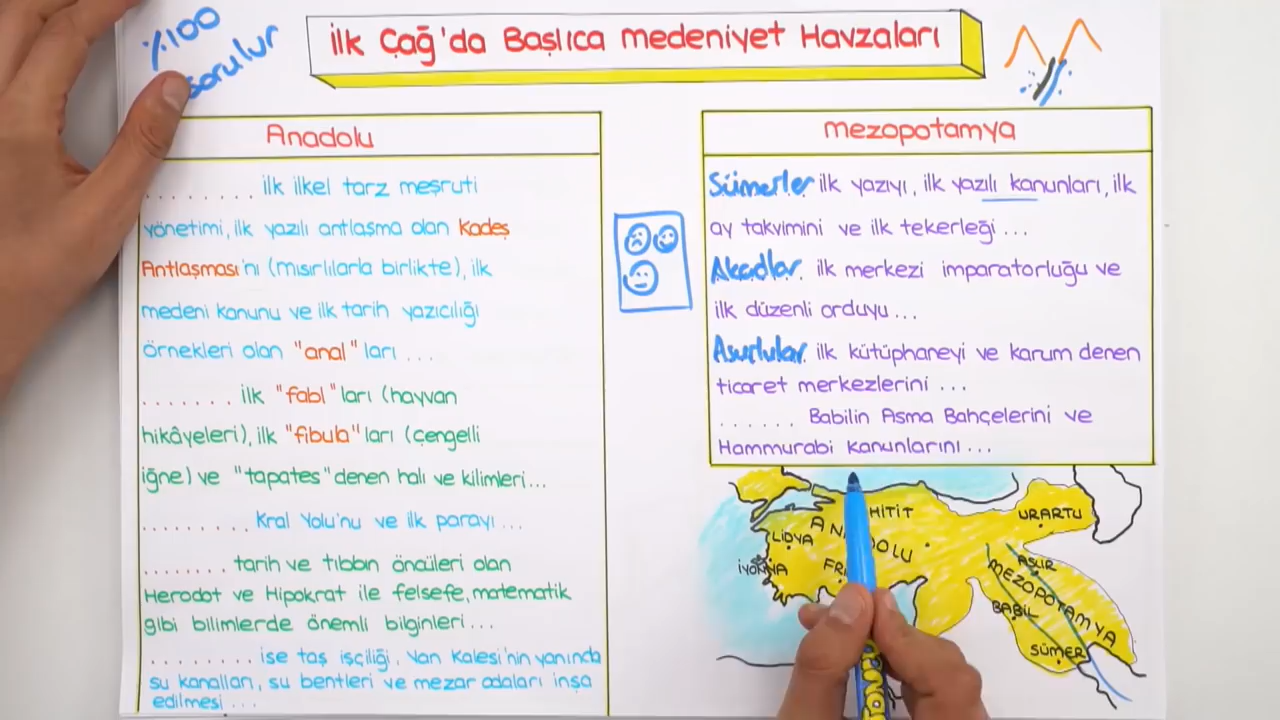 %100
sorulur
İlk Çağ'da Başlıca medeniyet Havzaları
Anadolu
. . . . . . . . ilk ilkel tarz meşruti
yönetimi, ilk yazılı antlaşma olan Kadeş
Antlaşması'nı (mısırlılarla birlikte), ilk
medeni kanunu ve ilk tarih yazıcılığı
örnekleri olan "anal" ları . . .
. . . . . . . ilk "fabl" ları (hayvan
hikâyeleri), ilk "fibula" ları (çengelli
iğne) ve "tapates" denen halı ve kilimleri...
. . . . . . . . . Kral Yolu'nu ve ilk parayı ...
. . . . . . . . tarih ve tıbbın öncüleri olan
Herodot ve Hipokrat ile felsefe, matematik
gibi bilimlerde önemli bilginleri...
. . . . . . . . . ise taş işçiliği, Van Kalesi'nin yanında
su kanalları, su bentleri ve mezar odaları inşa
edilmesi ...
mezopotamya
Sümerler ilk yazıyı, ilk yazılı kanunları, ilk
ay takvimini ve ilk tekerleği ...
Akadlar. ilk merkezi imparatorluğu ve
ilk düzenli orduyu ...
Asurlular. ilk kütüphaneyi ve karum denen
ticaret merkezlerini ...
. . . . . . Babilin Asma Bahçelerini ve
Hammurabi kanunlarını...
HİTİT
URARTU
LİDYA
İYONYA
ASUR
MEZOPOTAMYA
BABİL
SÜMER